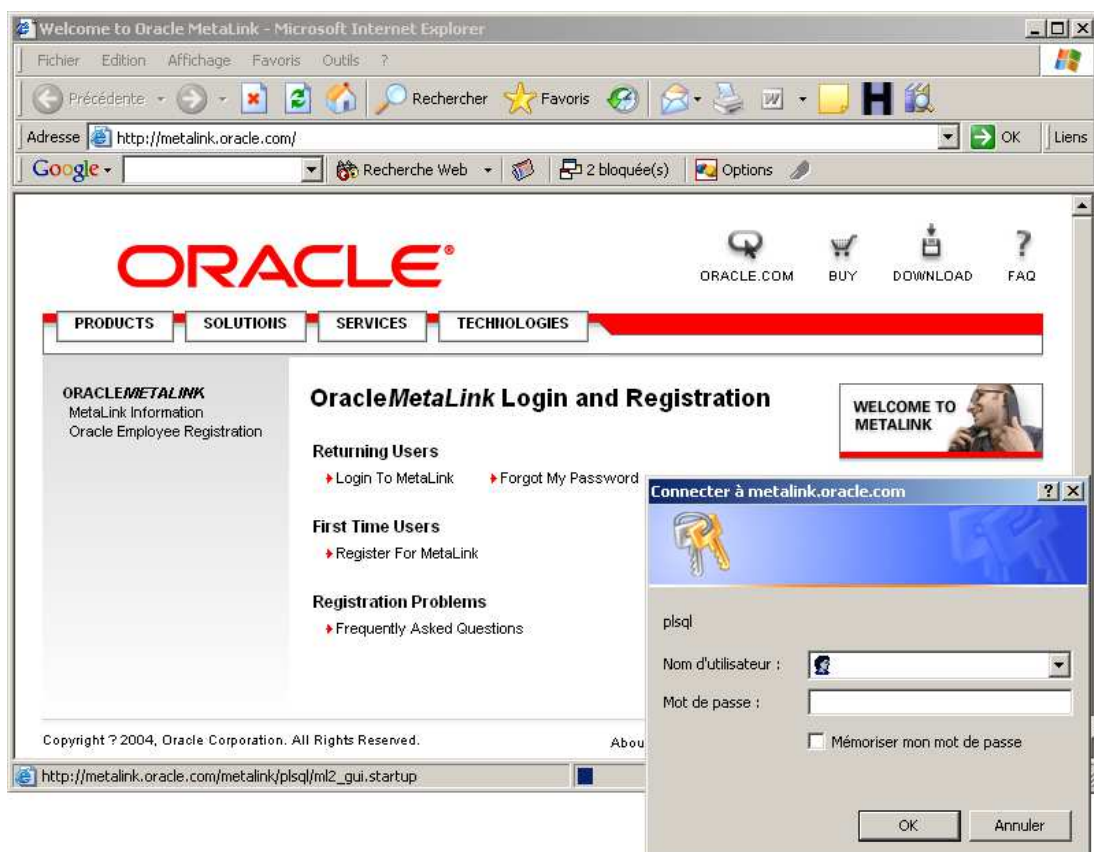 Welcome to Oracle MetaLink - Microsoft Internet Explorer
Fichier Edition Affichage Favoris Outils ?
Précédente Rechercher Favoris
Adresse http://metalink.oracle.com/ OK Liens
Google Recherche Web 2 bloquée(s) Options
ORACLE®
ORACLE.COM BUY DOWNLOAD FAQ
PRODUCTS SOLUTIONS SERVICES TECHNOLOGIES
ORACLEMETALINK
MetaLink Information
Oracle Employee Registration
OracleMetaLink Login and Registration
WELCOME TO
METALINK
Returning Users
Login To MetaLink Forgot My Password
First Time Users
Register For MetaLink
Registration Problems
Frequently Asked Questions
Copyright ? 2004, Oracle Corporation. All Rights Reserved. Abou
http://metalink.oracle.com/metalink/plsql/ml2_gui.startup
Connecter à metalink.oracle.com
plsql
Nom d'utilisateur :
Mot de passe :
Mémoriser mon mot de passe
OK Annuler